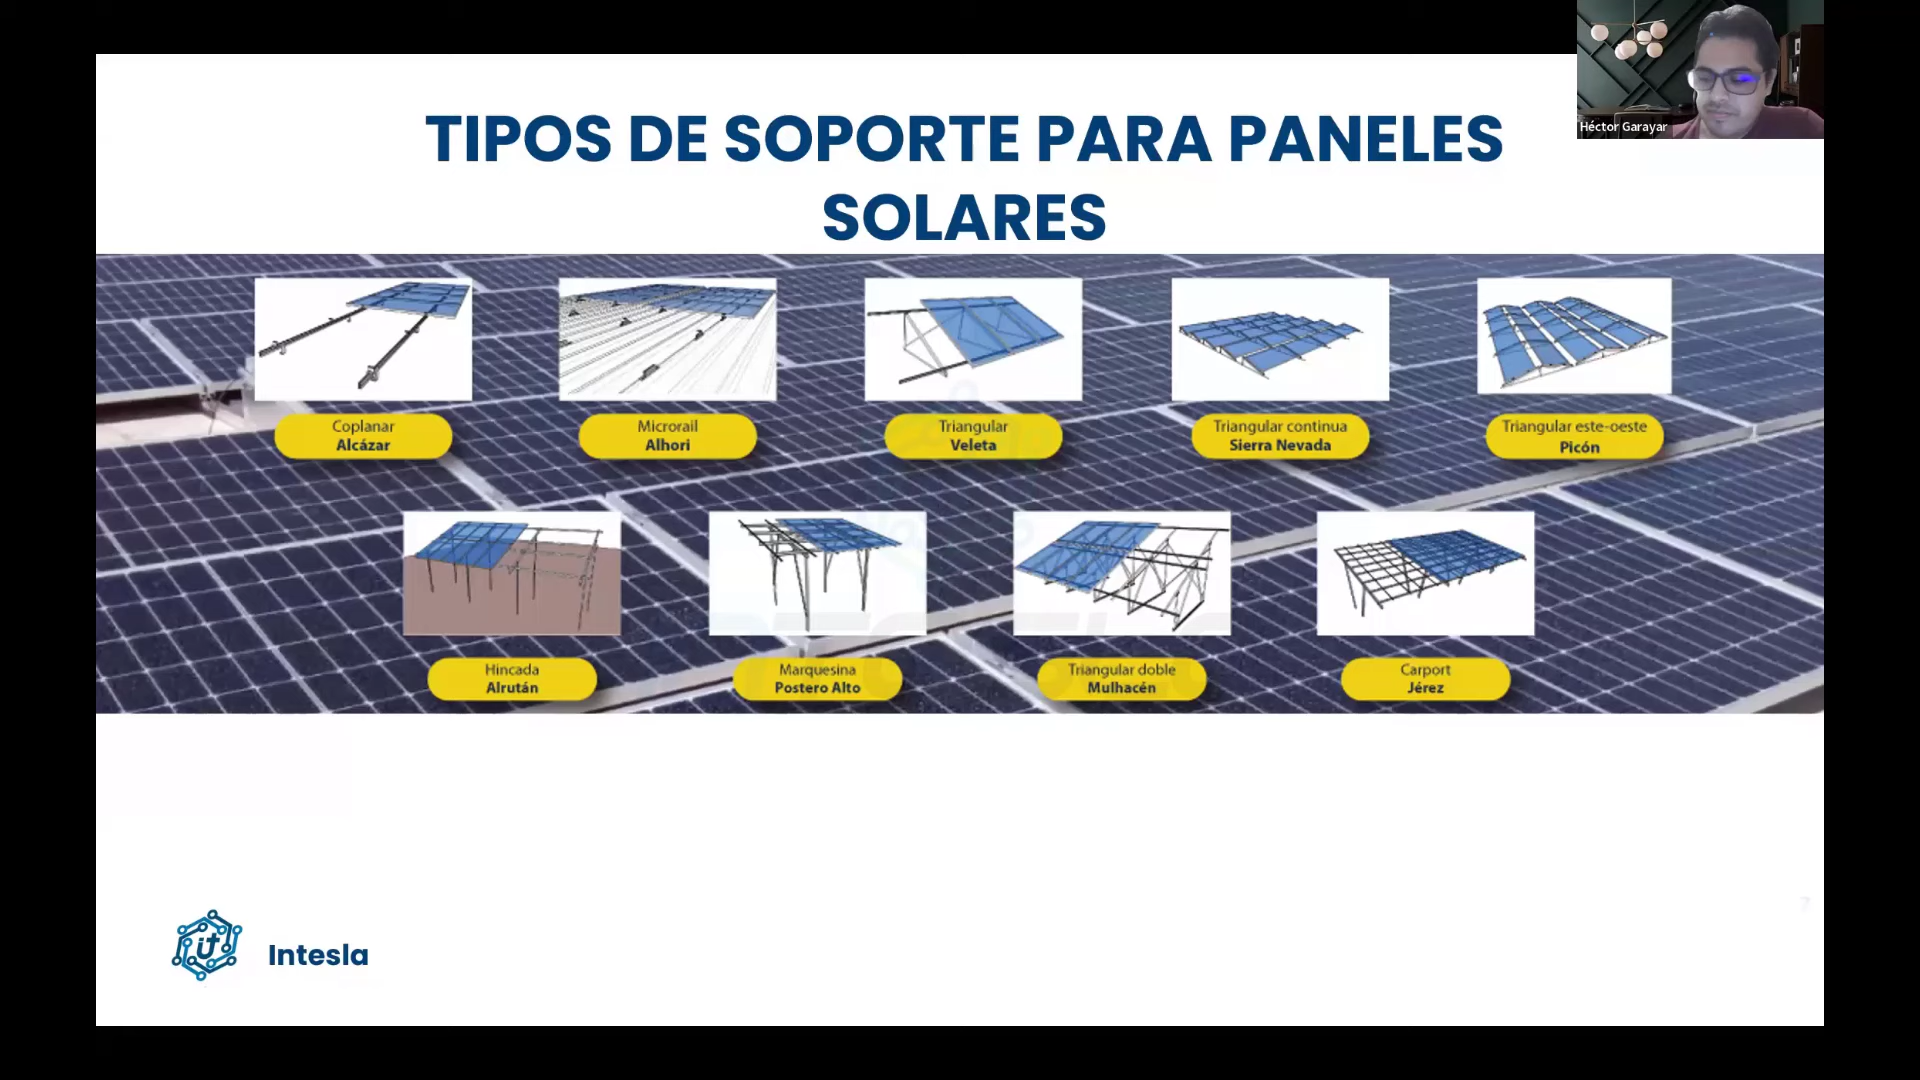 Héctor Garayar
TIPOS DE SOPORTE PARA PANELES
SOLARES
Coplanar
Alcázar
Microrail
Alhori
Triangular
Veleta
Triangular continua
Sierra Nevada
Triangular este-oeste
Picón
Hincada
Alrután
Marquesina
Postero Alto
Triangular doble
Mulhacén
Carport
Jérez
7
Intesla